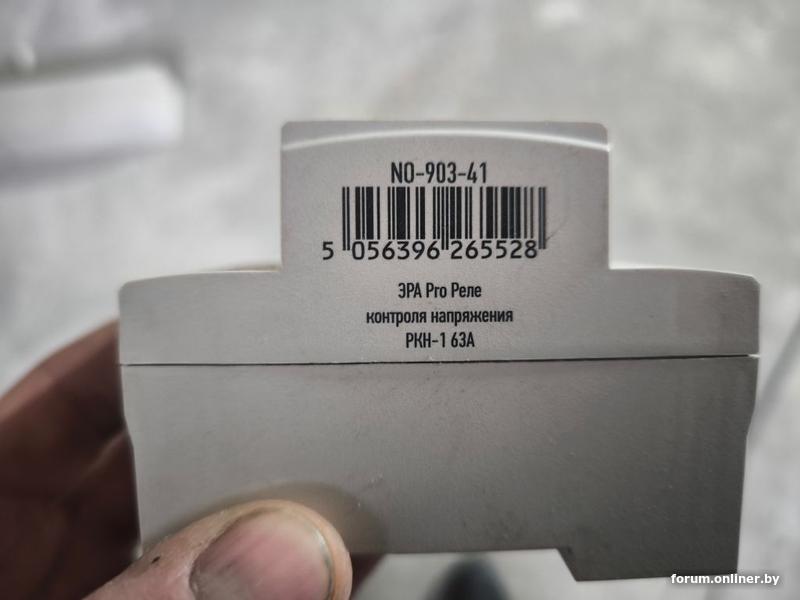 NO-903-41
5 056396 265528
ЭРА Pro Реле
контроля напряжения
РКН-1 63А
forum.onliner.by